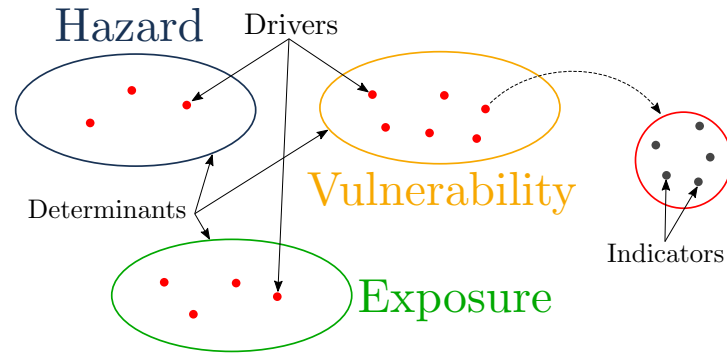 Hazard
Drivers
Vulnerability
Determinants
Indicators
Exposure